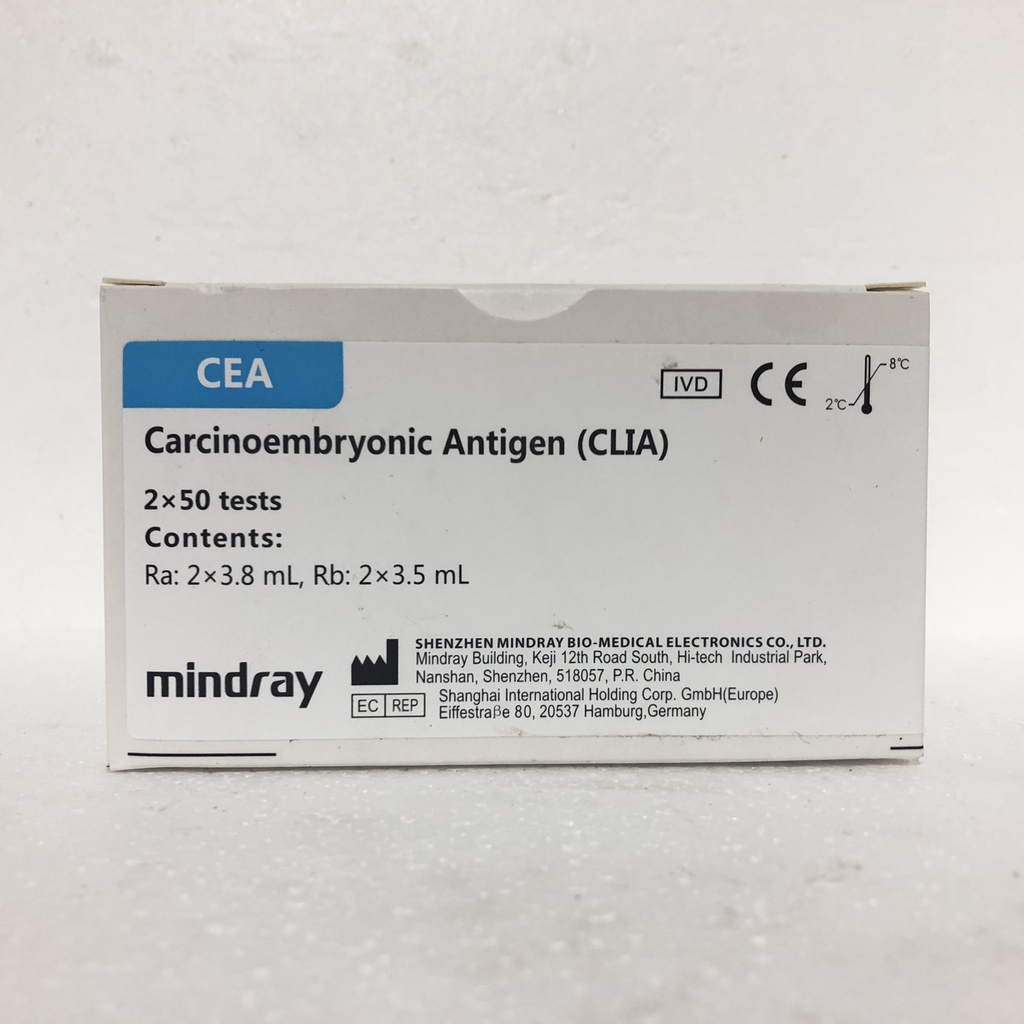 CEA
IVD
CE
8°C
2°C
Carcinoembryonic Antigen (CLIA)
2×50 tests
Contents:
Ra: 2×3.8 mL, Rb: 2×3.5 mL
mindray
SHENZHEN MINDRAY BIO-MEDICAL ELECTRONICS CO., LTD.
Mindray Building, Keji 12th Road South, Hi-tech Industrial Park,
Nanshan, Shenzhen, 518057, P.R. China
EC REP
Shanghai International Holding Corp. GmbH(Europe)
Eiffestraβe 80, 20537 Hamburg,Germany